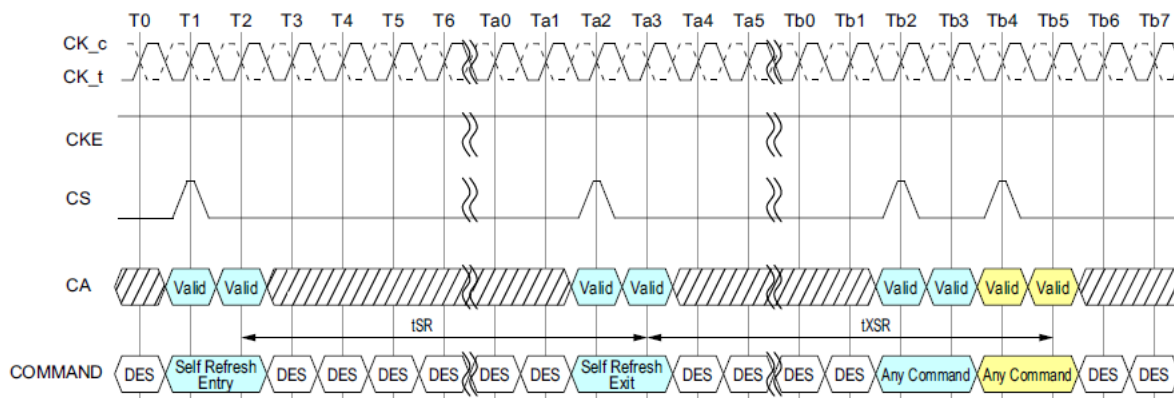 T0 T1 T2 T3 T4 T5 T6 Ta0 Ta1 Ta2 Ta3 Ta4 Ta5 Tb0 Tb1 Tb2 Tb3 Tb4 Tb5 Tb6 Tb7
CK_c
CK_t
CKE
CS
CA Valid Valid Valid Valid Valid Valid Valid Valid
tSR tXSR
COMMAND DES Self Refresh Entry DES DES DES DES DES DES Self Refresh Exit DES DES DES DES Any Command Any Command DES DES